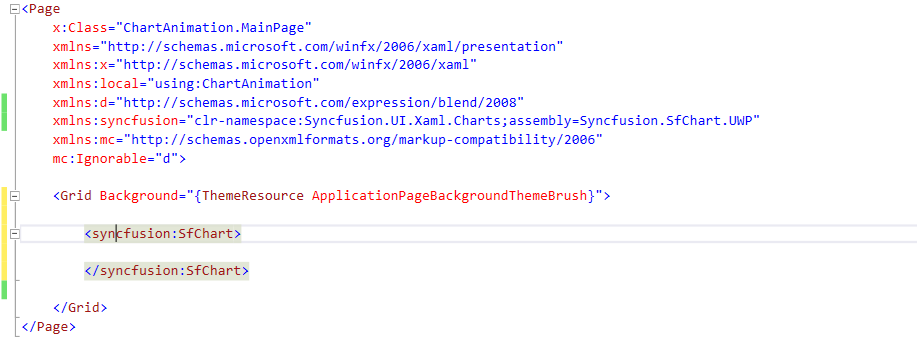 <Page
x:Class="ChartAnimation.MainPage"
xmlns="http://schemas.microsoft.com/winfx/2006/xaml/presentation"
xmlns:x="http://schemas.microsoft.com/winfx/2006/xaml"
xmlns:local="using:ChartAnimation"
xmlns:d="http://schemas.microsoft.com/expression/blend/2008"
xmlns:syncfusion="clr-namespace:Syncfusion.UI.Xaml.Charts;assembly=Syncfusion.SfChart.UWP"
xmlns:mc="http://schemas.openxmlformats.org/markup-compatibility/2006"
mc:Ignorable="d">
<Grid Background="{ThemeResource ApplicationPageBackgroundThemeBrush}">
<syncfusion:SfChart>
</syncfusion:SfChart>
</Grid>
</Page>